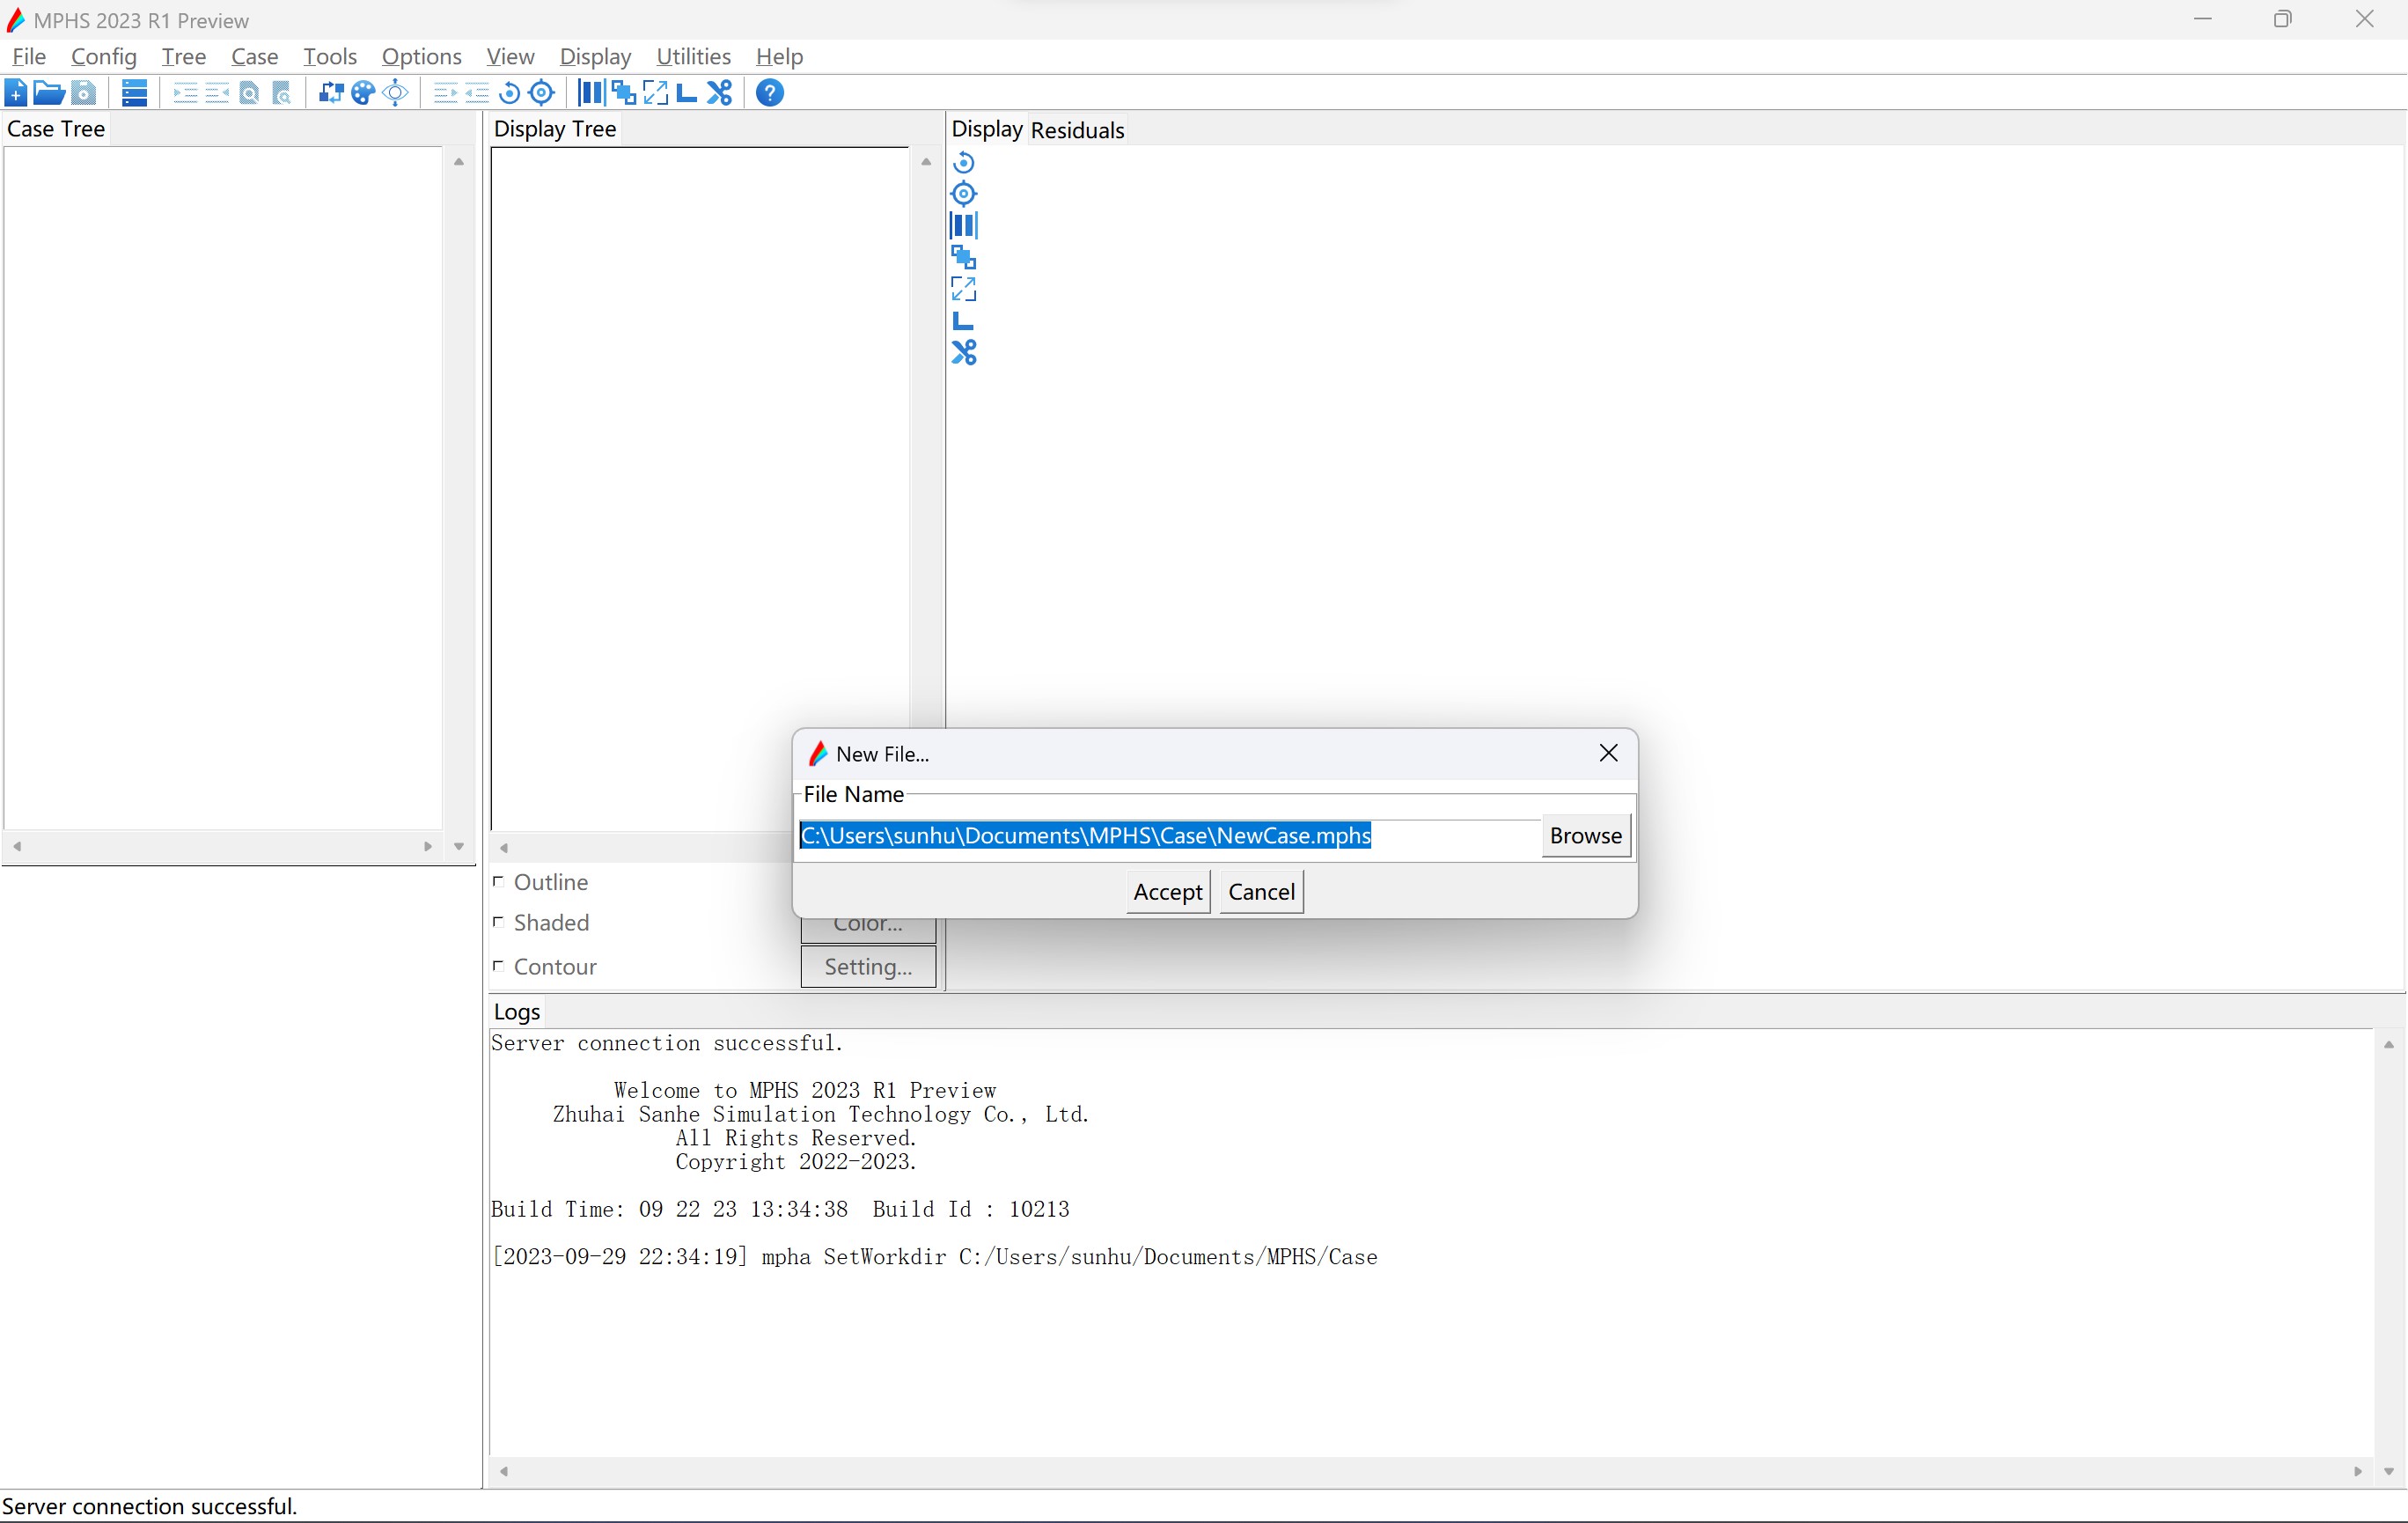 MPHS 2023 R1 Preview
File Config Tree Case Tools Options View Display Utilities Help
Case Tree
Display Tree
Display Residuals
New File...
File Name
C:\Users\sunhu\Documents\MPHS\Case\NewCase.mphs
Browse
Accept Cancel
Outline
Shaded Color...
Contour Setting...
Logs
Server connection successful.
Welcome to MPHS 2023 R1 Preview
Zhuhai Sanhe Simulation Technology Co., Ltd.
All Rights Reserved.
Copyright 2022-2023.
Build Time: 09 22 23 13:34:38 Build Id : 10213
[2023-09-29 22:34:19] mpha SetWorkdir C:/Users/sunhu/Documents/MPHS/Case
Server connection successful.